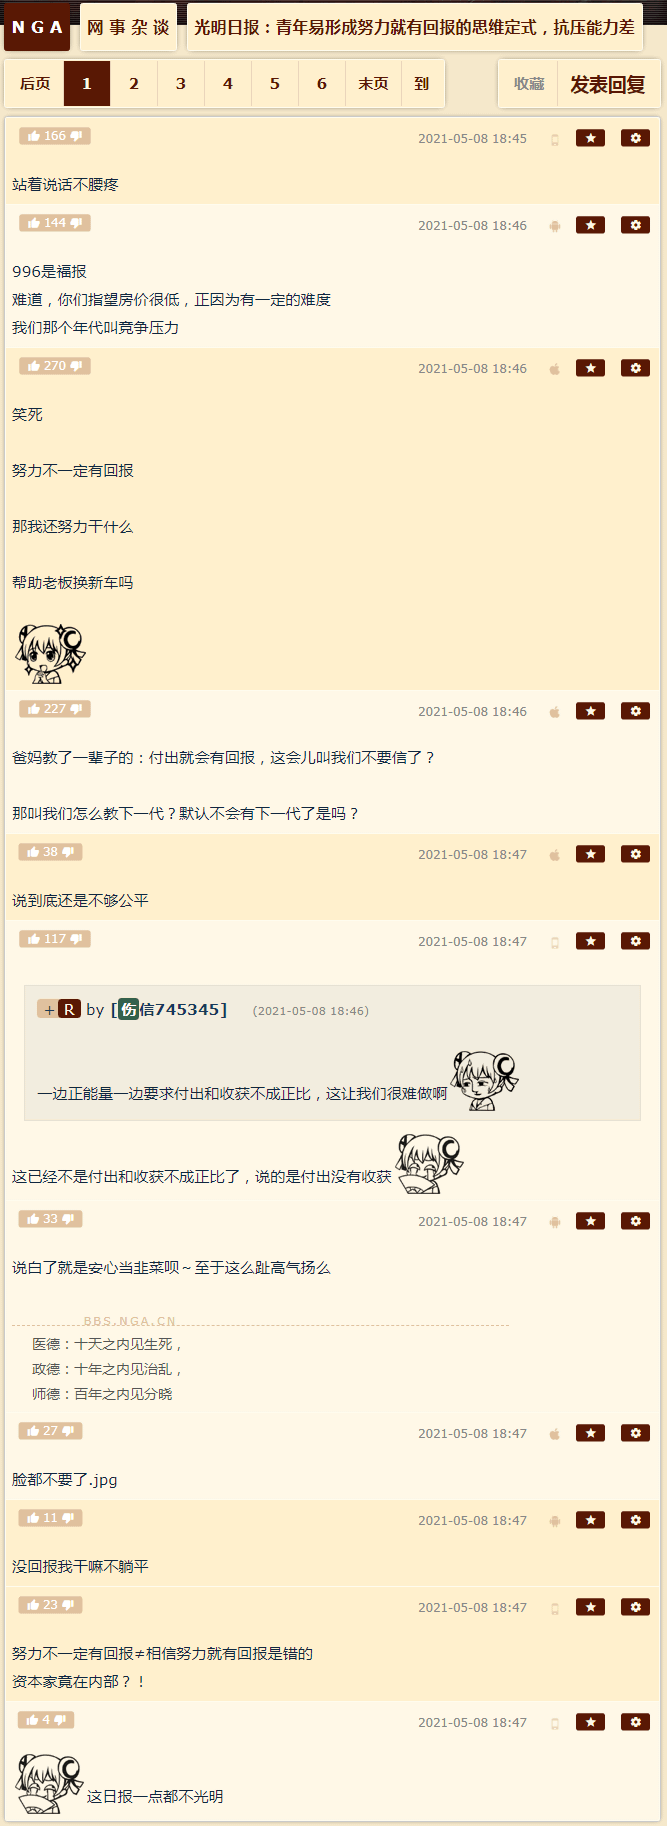 NGA 网事杂谈 光明日报：青年易形成努力就有回报的思维定式，抗压能力差
后页 1 2 3 4 5 6 末页 到 收藏 发表回复
166 2021-05-08 18:45
站着说话不腰疼
144 2021-05-08 18:46
996是福报
难道，你们指望房价很低，正因为有一定的难度
我们那个年代叫竞争压力
270 2021-05-08 18:46
笑死
努力不一定有回报
那我还努力干什么
帮助老板换新车吗
227 2021-05-08 18:46
爸妈教了一辈子的：付出就会有回报，这会儿叫我们不要信了？
那叫我们怎么教下一代？默认不会有下一代了是吗？
38 2021-05-08 18:47
说到底还是不够公平
117 2021-05-08 18:47
+ R by [伤信745345] (2021-05-08 18:46)
一边正能量一边要求付出和收获不成正比，这让我们很难做啊
这已经不是付出和收获不成正比了，说的是付出没有收获
33 2021-05-08 18:47
说白了就是安心当韭菜呗～至于这么趾高气扬么
BBS.NGA.CN
医德：十天之内见生死，
政德：十年之内见治乱，
师德：百年之内见分晓
27 2021-05-08 18:47
脸都不要了.jpg
11 2021-05-08 18:47
没回报我干嘛不躺平
23 2021-05-08 18:47
努力不一定有回报≠相信努力就有回报是错的
资本家竟在内部？！
4 2021-05-08 18:47
这日报一点都不光明